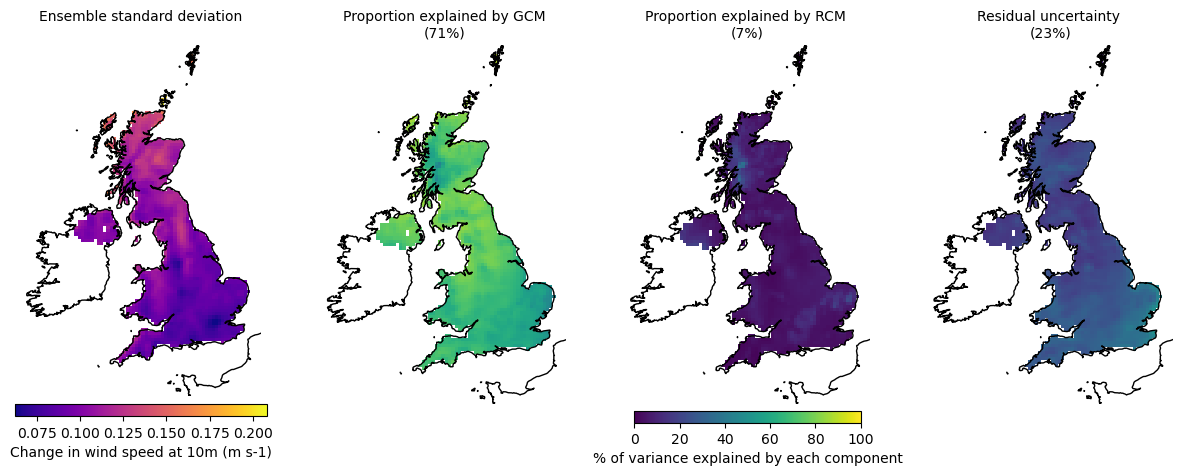 Ensemble standard deviation
Proportion explained by GCM
(71%)
Proportion explained by RCM
(7%)
Residual uncertainty
(23%)
0.075 0.100 0.125 0.150 0.175 0.200
Change in wind speed at 10m (m s-1)
0 20 40 60 80 100
% of variance explained by each component